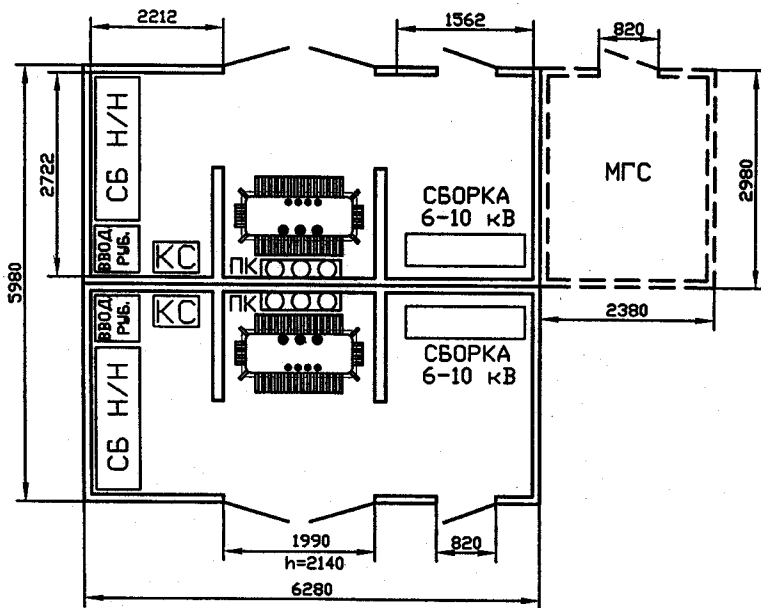 2212
1562
820
СБ Н/Н
2722
5980
МГС
2980
СБОРКА
6-10 кВ
ВВОД.
РУБ.
КС
ПК
ПК
ВВОД.
РУБ.
КС
2380
СБОРКА
6-10 кВ
СБ Н/Н
1990
h=2140
820
6280